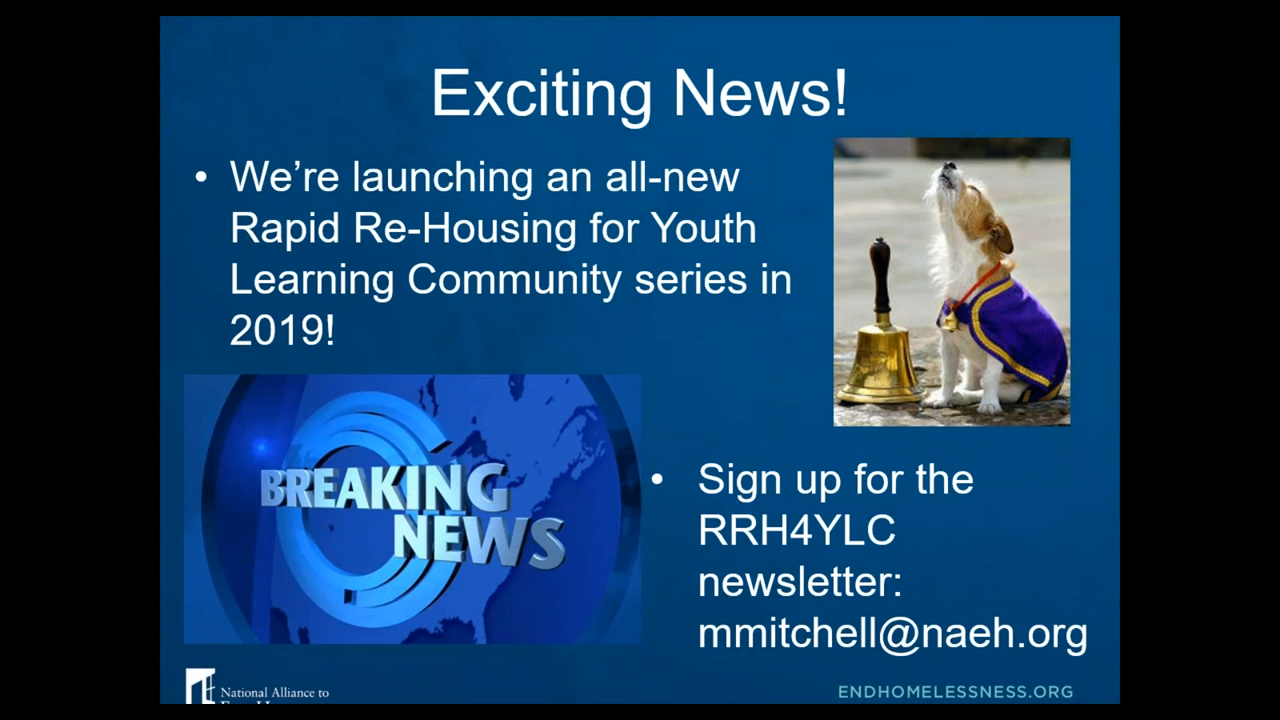 Exciting News!
• We’re launching an all-new
Rapid Re-Housing for Youth
Learning Community series in
2019!
BREAKING
NEWS
• Sign up for the
RRH4YLC
newsletter:
mmitchell@naeh.org
National Alliance to
ENDHOMELESSNESS.ORG